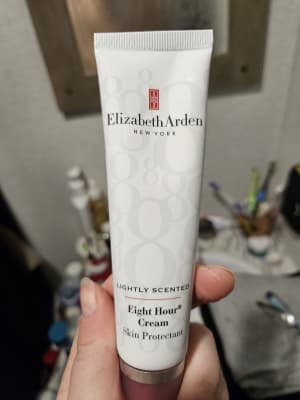 Elizabeth Arden
NEW YORK
LIGHTLY SCENTED
Eight Hour®
Cream
Skin Protectant